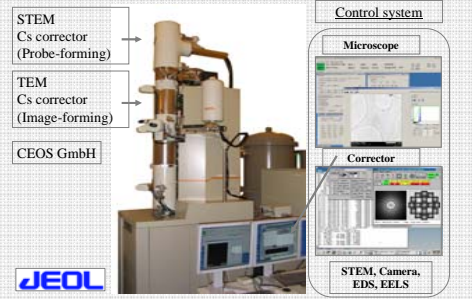 STEM
Cs corrector
(Probe-forming)
TEM
Cs corrector
(Image-forming)
CEOS GmbH
JEOL
Control system
Microscope
Corrector
STEM, Camera,
EDS, EELS